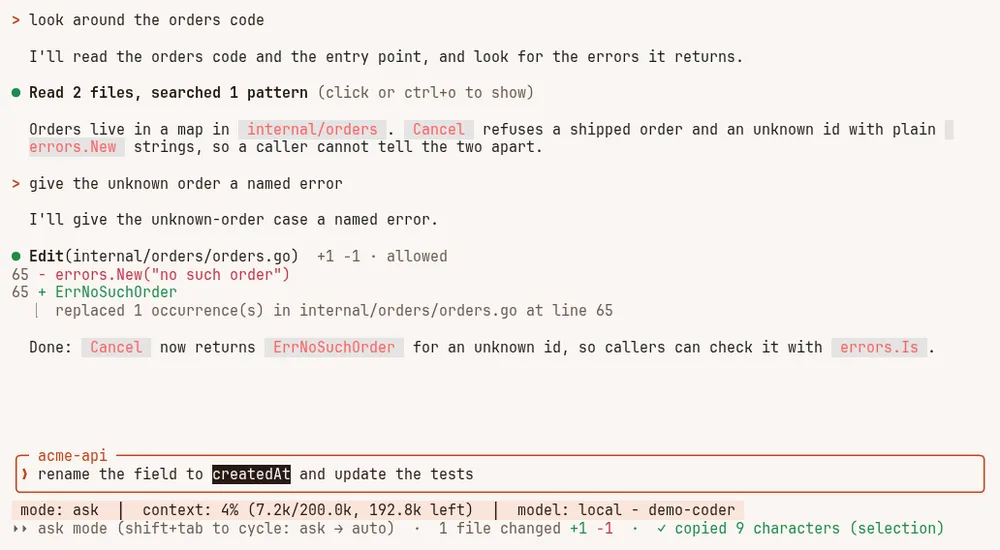 > look around the orders code
I'll read the orders code and the entry point, and look for the errors it returns.
● Read 2 files, searched 1 pattern (click or ctrl+o to show)
Orders live in a map in internal/orders . Cancel refuses a shipped order and an unknown id with plain
errors.New strings, so a caller cannot tell the two apart.
> give the unknown order a named error
I'll give the unknown-order case a named error.
● Edit(internal/orders/orders.go) +1 -1 · allowed
65 - errors.New("no such order")
65 + ErrNoSuchOrder
⎣ replaced 1 occurrence(s) in internal/orders/orders.go at line 65
Done: Cancel now returns ErrNoSuchOrder for an unknown id, so callers can check it with errors.Is .
acme-api
❯ rename the field to createdAt and update the tests
mode: ask | context: 4% (7.2k/200.0k, 192.8k left) | model: local - demo-coder
▸▸ ask mode (shift+tab to cycle: ask → auto) · 1 file changed +1 -1 · ✓ copied 9 characters (selection)